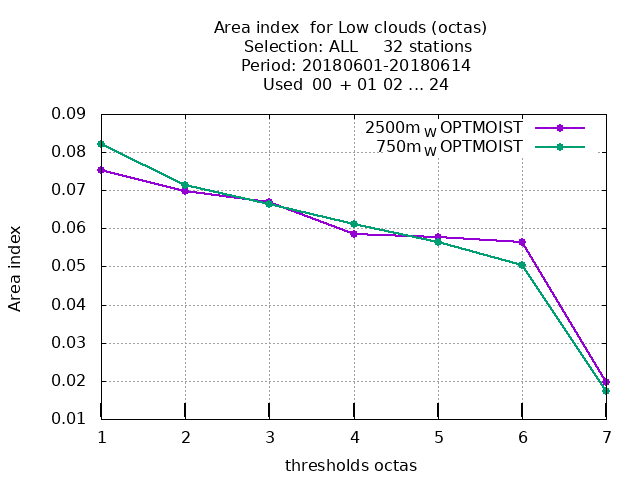 Area index  for Low clouds (octas)
Selection: ALL     32 stations
Period: 20180601-20180614
Used  00  + 01 02 ... 24
2500m W OPTMOIST
750m W OPTMOIST
0.09
0.08
0.07
0.06
0.05
0.04
0.03
0.02
0.01
Area index
1 2 3 4 5 6 7
thresholds octas